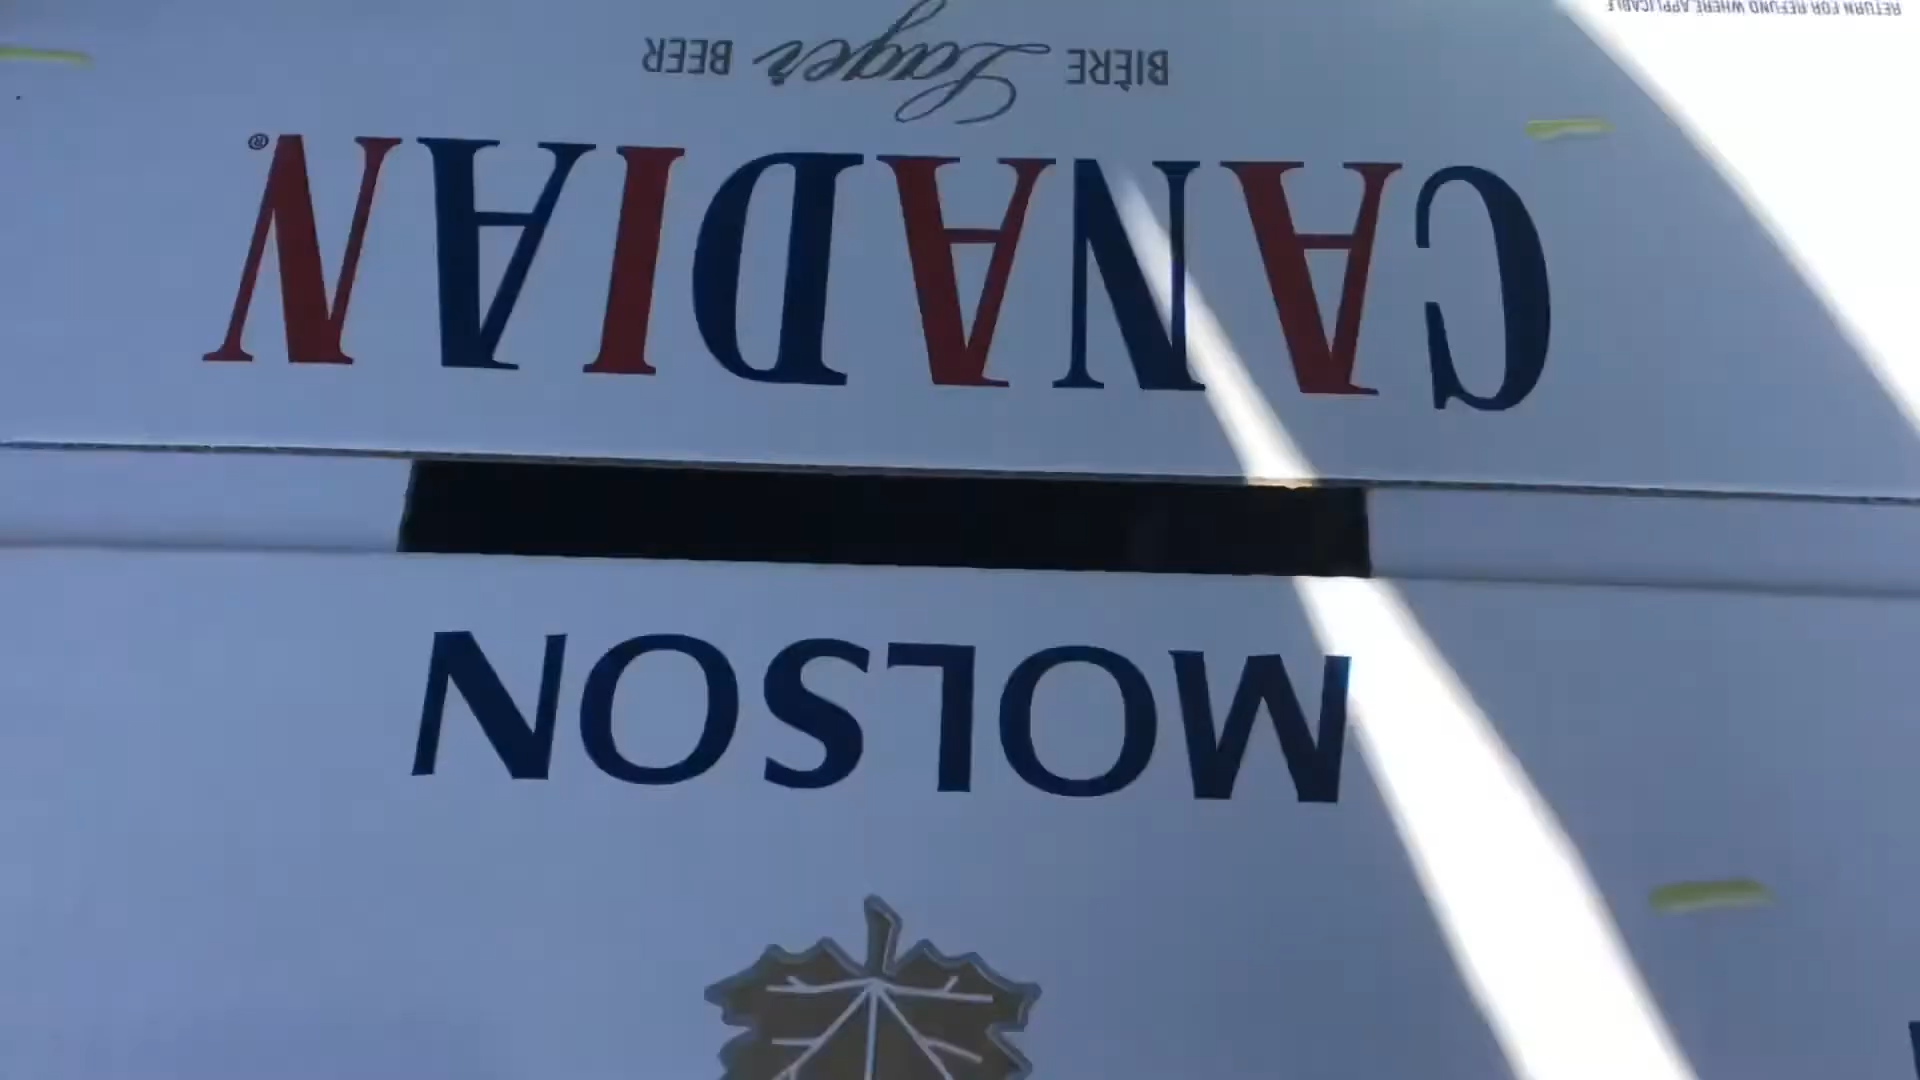 MOLSON
CANADIAN®
BIÈRE Lager BEER
RETURN FOR REFUND WHERE APPLICABLE